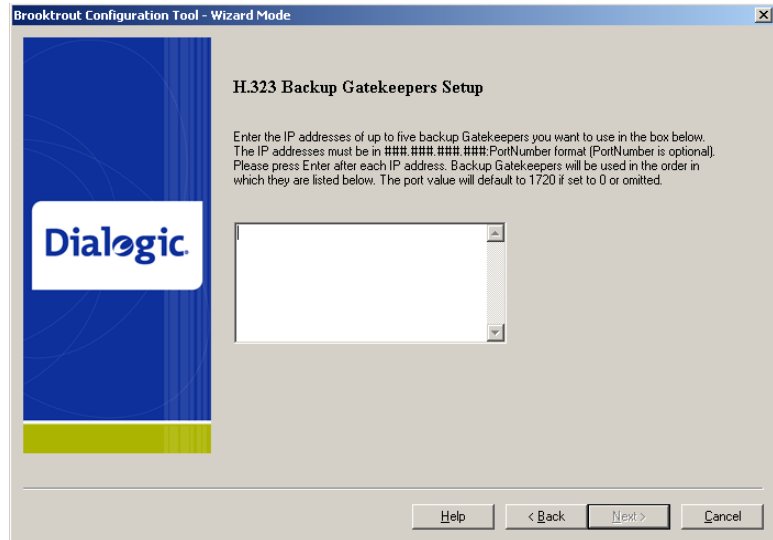 Brooktrout Configuration Tool - Wizard Mode
H.323 Backup Gatekeepers Setup
Enter the IP addresses of up to five backup Gatekeepers you want to use in the box below.
The IP addresses must be in ###.###.###.###:PortNumber format (PortNumber is optional).
Please press Enter after each IP address. Backup Gatekeepers will be used in the order in
which they are listed below. The port value will default to 1720 if set to 0 or omitted.
Dialogic.
Help
< Back
Next >
Cancel